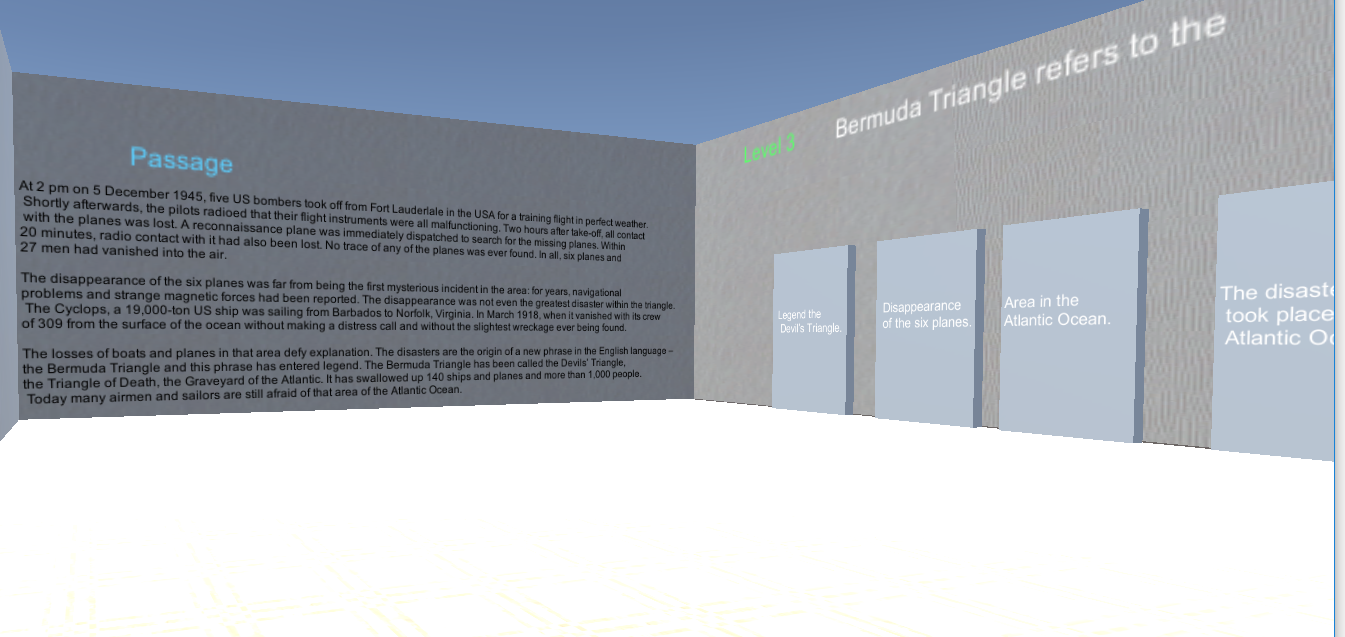 Passage
At 2 pm on 5 December 1945, five US bombers took off from Fort Lauderlale in the USA for a training flight in perfect weather.
Shortly afterwards, the pilots radioed that their flight instruments were all malfunctioning. Two hours after take-off, all contact
with the planes was lost. A reconnaissance plane was immediately dispatched to search for the missing planes. Within
20 minutes, radio contact with it had also been lost. No trace of any of the planes was ever found. In all, six planes and
27 men had vanished into the air.
The disappearance of the six planes was far from being the first mysterious incident in the area: for years, navigational
problems and strange magnetic forces had been reported. The disappearance was not even the greatest disaster within the triangle.
The Cyclops, a 19,000-ton US ship was sailing from Barbados to Norfolk, Virginia. In March 1918, when it vanished with its crew
of 309 from the surface of the ocean without making a distress call and without the slightest wreckage ever being found.
The losses of boats and planes in that area defy explanation. The disasters are the origin of a new phrase in the English language –
the Bermuda Triangle and this phrase has entered legend. The Bermuda Triangle has been called the Devils' Triangle,
the Triangle of Death, the Graveyard of the Atlantic. It has swallowed up 140 ships and planes and more than 1,000 people.
Today many airmen and sailors are still afraid of that area of the Atlantic Ocean.
Level 3
Bermuda Triangle refers to the
Legend the
Devil's Triangle.
Disappearance
of the six planes.
Area in the
Atlantic Ocean.
The disaste
took place
Atlantic Oc